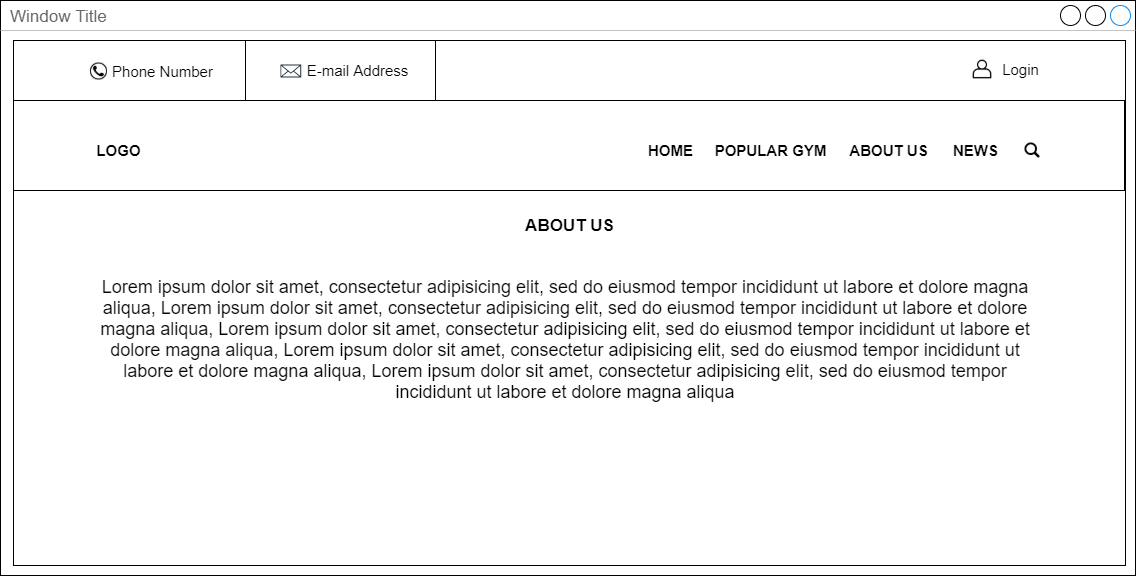 Window Title
Phone Number
E-mail Address
Login
LOGO
HOME
POPULAR GYM
ABOUT US
NEWS
ABOUT US
Lorem ipsum dolor sit amet, consectetur adipisicing elit, sed do eiusmod tempor incididunt ut labore et dolore magna
aliqua, Lorem ipsum dolor sit amet, consectetur adipisicing elit, sed do eiusmod tempor incididunt ut labore et dolore
magna aliqua, Lorem ipsum dolor sit amet, consectetur adipisicing elit, sed do eiusmod tempor incididunt ut labore et
dolore magna aliqua, Lorem ipsum dolor sit amet, consectetur adipisicing elit, sed do eiusmod tempor incididunt ut
labore et dolore magna aliqua, Lorem ipsum dolor sit amet, consectetur adipisicing elit, sed do eiusmod tempor
incididunt ut labore et dolore magna aliqua